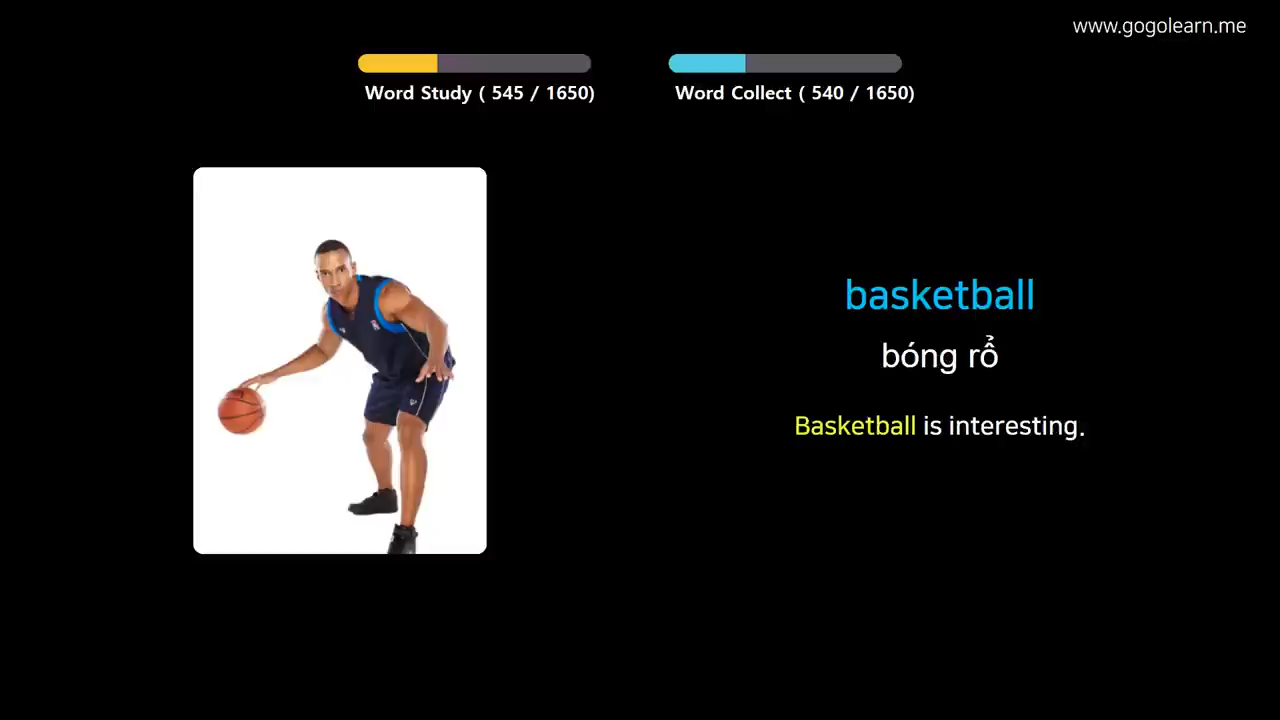 www.gogolearn.me
Word Study ( 545 / 1650)
Word Collect ( 540 / 1650)
basketball
bóng rổ
Basketball is interesting.